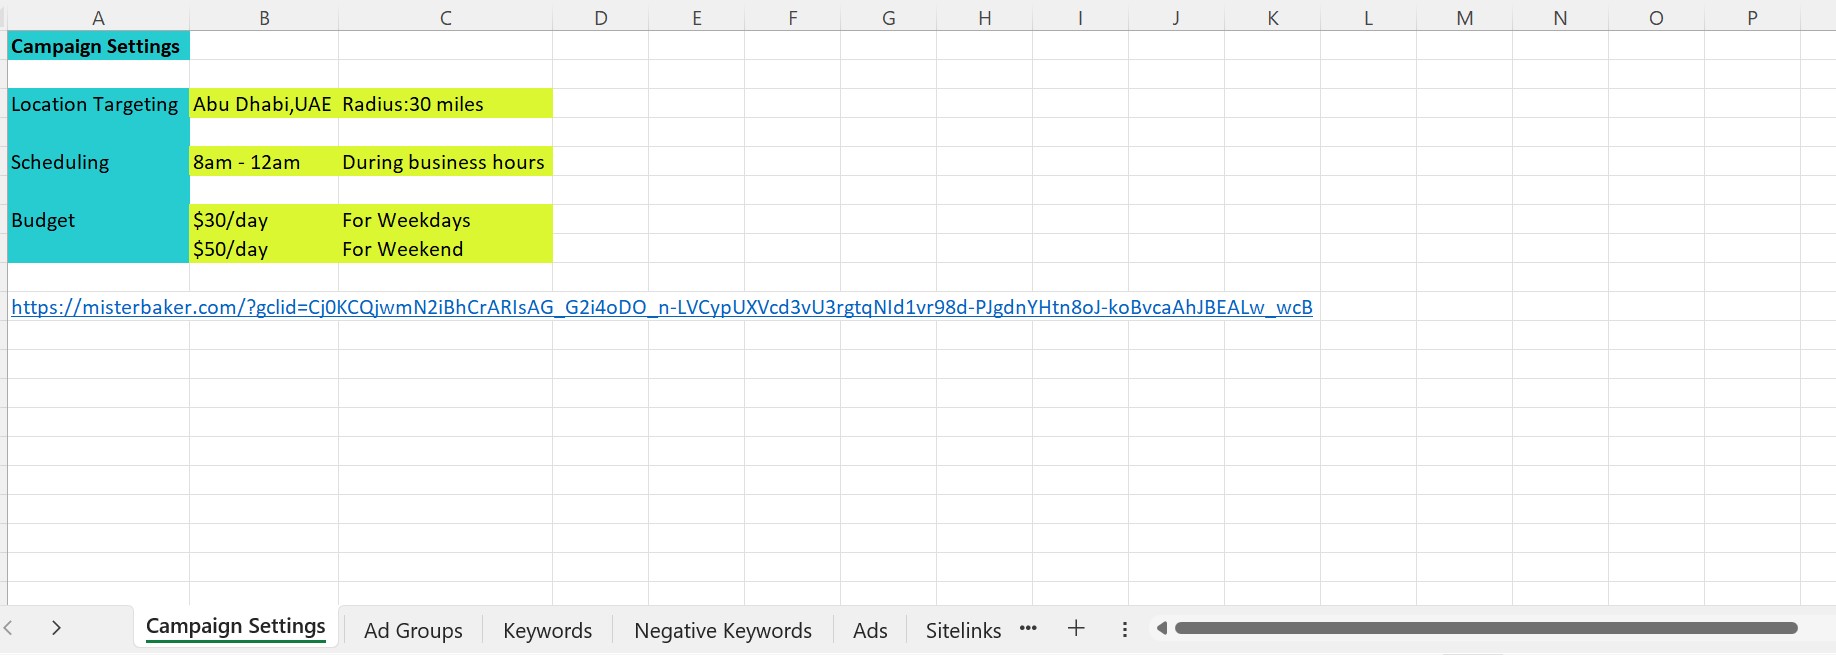 A B C D E F G H I J K L M N O P
Campaign Settings
Location Targeting Abu Dhabi,UAE Radius:30 miles
Scheduling 8am - 12am During business hours
Budget $30/day For Weekdays
$50/day For Weekend
https://misterbaker.com/?gclid=Cj0KCQjwmN2iBhCrARIsAG_G2i4oDO_n-LVCypUXVcd3vU3rgtqNId1vr98d-PJgdnYHtn8oJ-koBvcaAhJBEALw_wcB
Campaign Settings Ad Groups Keywords Negative Keywords Ads Sitelinks